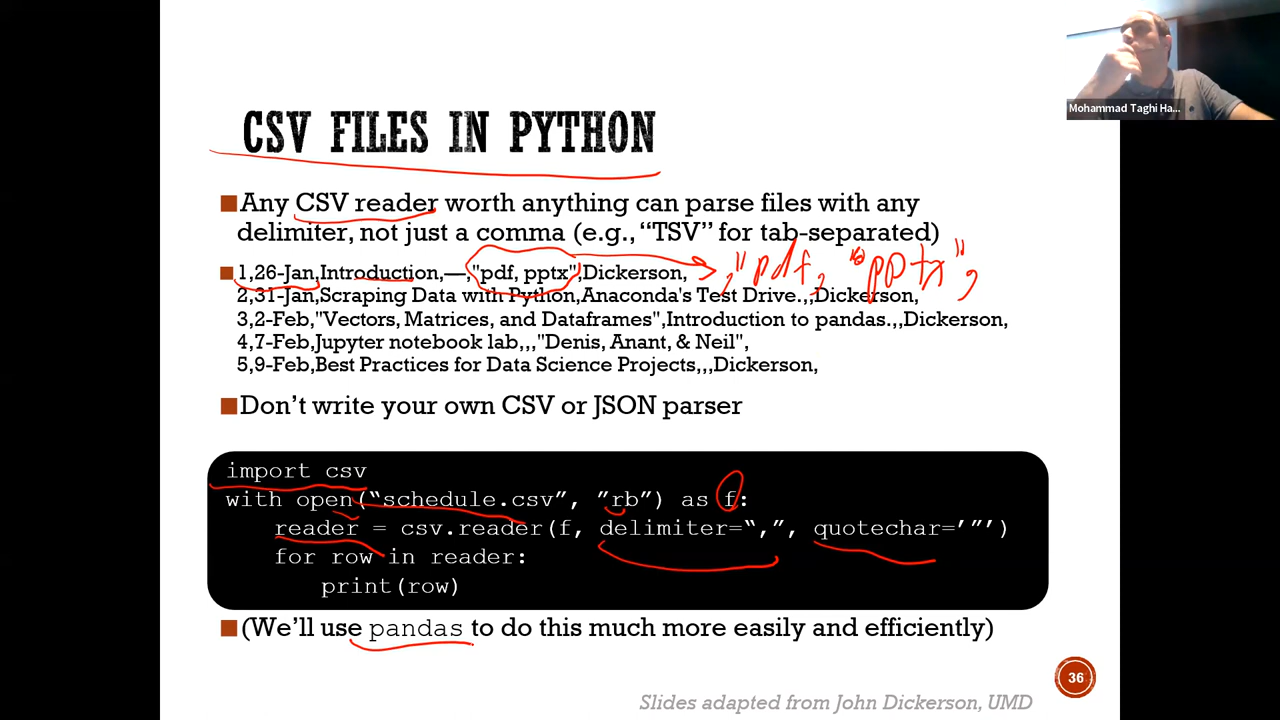 Mohammad Taghi Ha...
CSV FILES IN PYTHON
Any CSV reader worth anything can parse files with any
delimiter, not just a comma (e.g., “TSV” for tab-separated)
1,26-Jan,Introduction,—,"pdf, pptx",Dickerson,
,"pdf, "pptx",
2,31-Jan,Scraping Data with Python,Anaconda's Test Drive.,,Dickerson,
3,2-Feb,"Vectors, Matrices, and Dataframes",Introduction to pandas.,,Dickerson,
4,7-Feb,Jupyter notebook lab,,,"Denis, Anant, & Neil",
5,9-Feb,Best Practices for Data Science Projects,,,Dickerson,
Don’t write your own CSV or JSON parser
import csv
with open(“schedule.csv”, ”rb”) as f:
reader = csv.reader(f, delimiter=“,”, quotechar=’”’)
for row in reader:
print(row)
(We’ll use pandas to do this much more easily and efficiently)
36
Slides adapted from John Dickerson, UMD